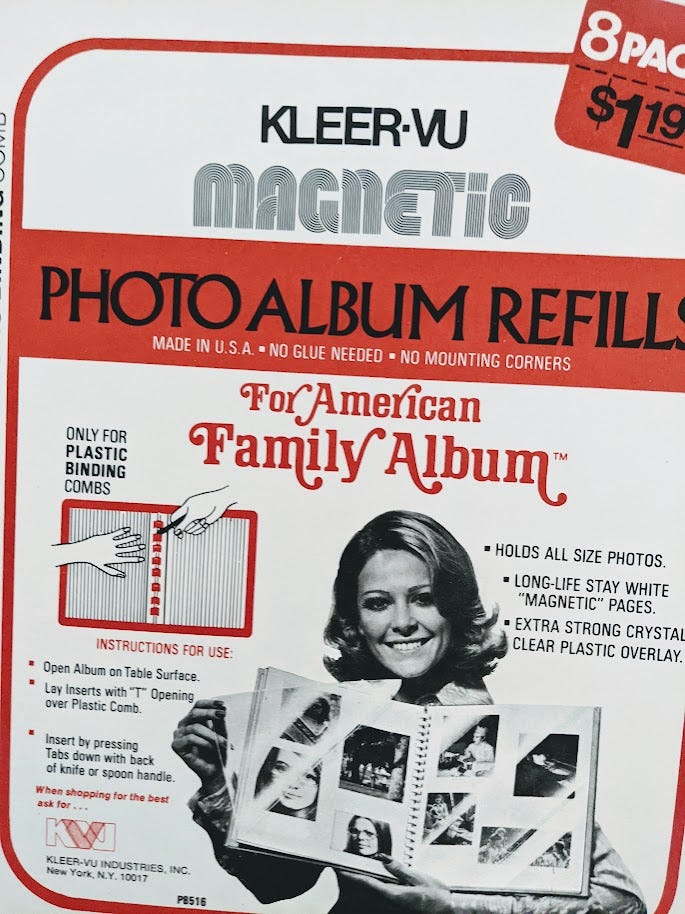 8 PAC
$1.19
KLEER-VU
MAGNETIC
PHOTO ALBUM REFILLS
MADE IN U.S.A. ▪ NO GLUE NEEDED ▪ NO MOUNTING CORNERS
For American
Family Album™
ONLY FOR
PLASTIC
BINDING
COMBS
▪ HOLDS ALL SIZE PHOTOS.
▪ LONG-LIFE STAY WHITE
"MAGNETIC" PAGES.
▪ EXTRA STRONG CRYSTAL
CLEAR PLASTIC OVERLAY.
INSTRUCTIONS FOR USE:
▪ Open Album on Table Surface.
▪ Lay Inserts with "T" Opening
over Plastic Comb.
▪ Insert by pressing
Tabs down with back
of knife or spoon handle.
When shopping for the best
ask for . . .
KVU
KLEER-VU INDUSTRIES, INC.
New York, N.Y. 10017
P8516